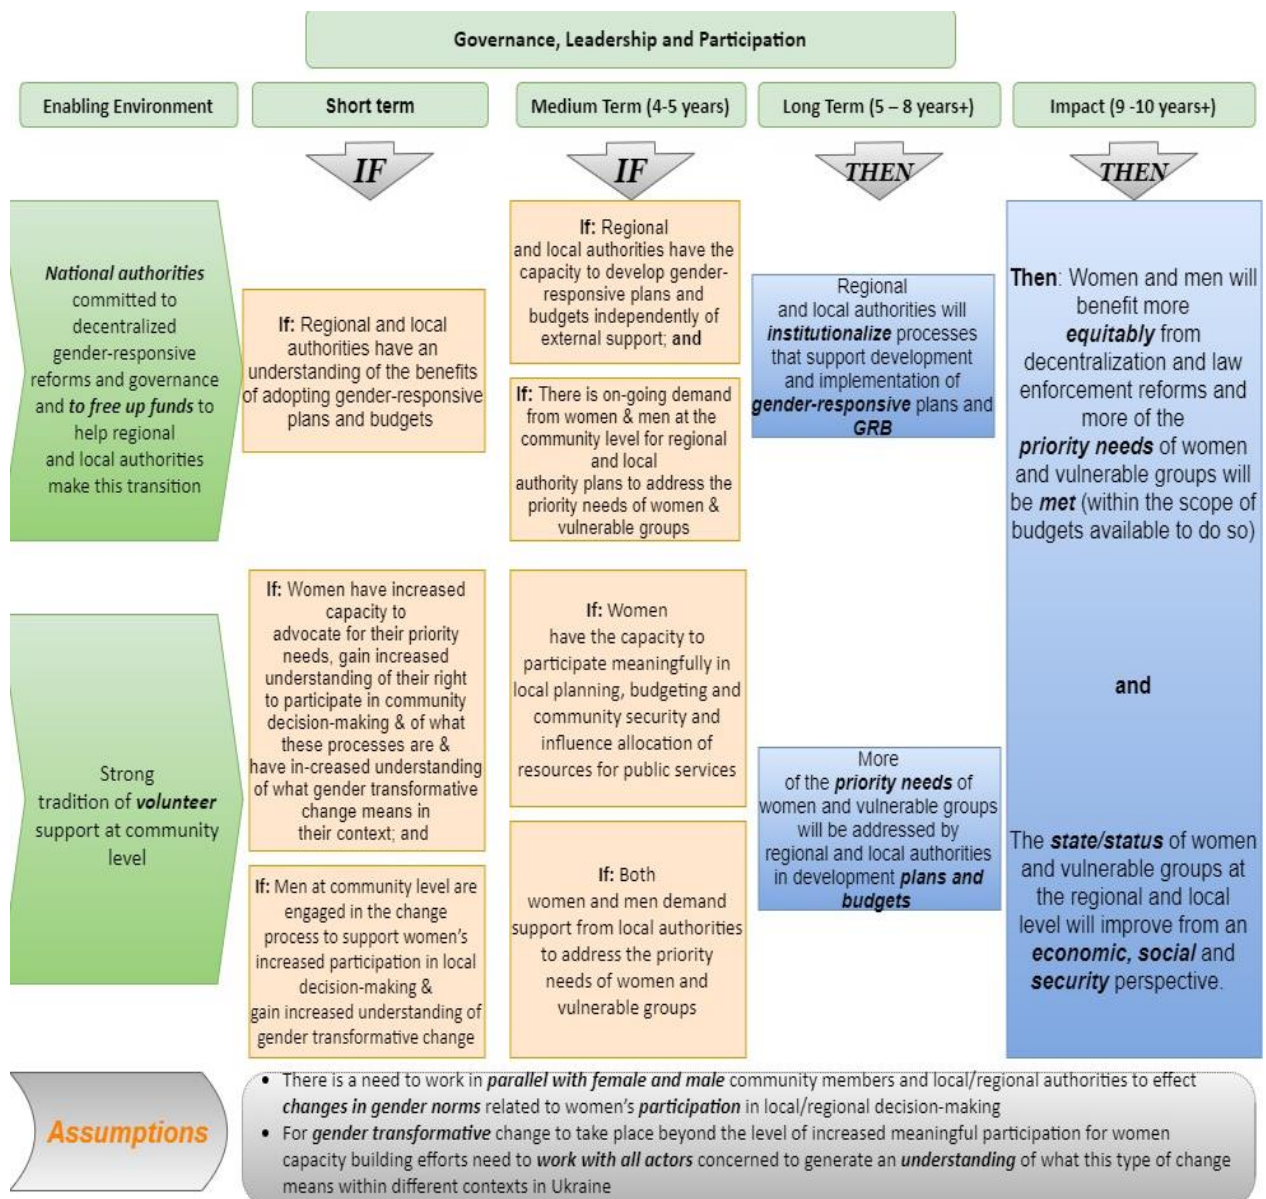 Governance, Leadership and Participation
Enabling Environment
Short term
Medium Term (4-5 years)
Long Term (5 – 8 years+)
Impact (9 -10 years+)
IF
IF
THEN
THEN
National authorities
committed to
decentralized
gender-responsive
reforms and governance
and to free up funds to
help regional
and local authorities
make this transition
If: Regional and local
authorities have an
understanding of the benefits
of adopting gender-responsive
plans and budgets
If: Regional
and local authorities have the
capacity to develop gender-
responsive plans and
budgets independently of
external support; and
If: There is on-going demand
from women & men at the
community level for regional
and local
authority plans to address the
priority needs of women &
vulnerable groups
Regional
and local authorities will
institutionalize processes
that support development
and implementation of
gender-responsive plans and
GRB
Then: Women and men will
benefit more
equitably from
decentralization and law
enforcement reforms and
more of the
priority needs of women
and vulnerable groups will
be met (within the scope of
budgets available to do so)
and
The state/status of women
and vulnerable groups at
the regional and local
level will improve from an
economic, social and
security perspective.
Strong
tradition of volunteer
support at community
level
If: Women have increased
capacity to
advocate for their priority
needs, gain increased
understanding of their right
to participate in community
decision-making & of what
these processes are &
have in-creased understanding
of what gender transformative
change means in
their context; and
If: Men at community level are
engaged in the change
process to support women's
increased participation in local
decision-making &
gain increased understanding of
gender transformative change
If: Women
have the capacity to
participate meaningfully in
local planning, budgeting and
community security and
influence allocation of
resources for public services
If: Both
women and men demand
support from local authorities
to address the priority
needs of women and
vulnerable groups
More
of the priority needs of
women and vulnerable groups
will be addressed by
regional and local authorities
in development plans and
budgets
Assumptions
• There is a need to work in parallel with female and male community members and local/regional authorities to effect
changes in gender norms related to women's participation in local/regional decision-making
• For gender transformative change to take place beyond the level of increased meaningful participation for women
capacity building efforts need to work with all actors concerned to generate an understanding of what this type of change
means within different contexts in Ukraine